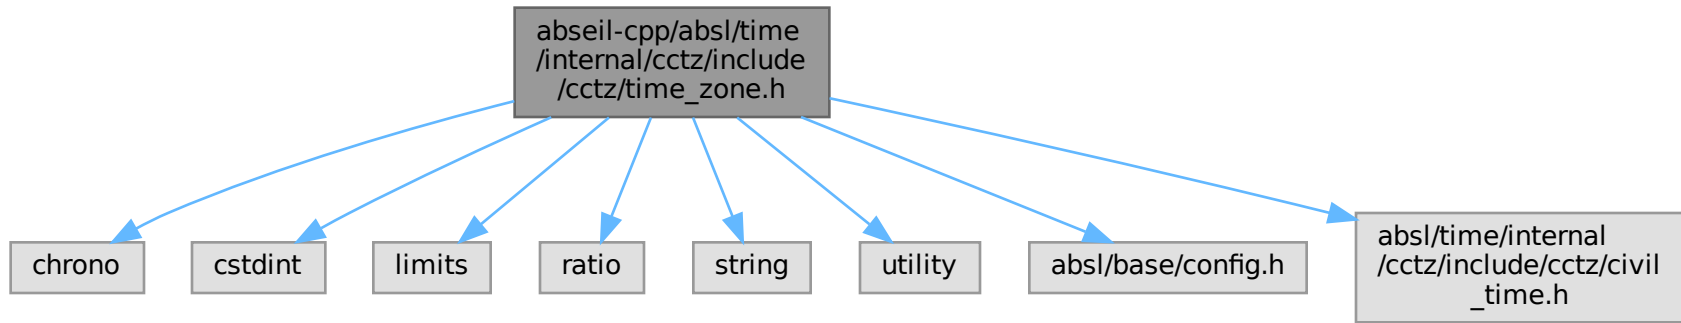 abseil-cpp/absl/time
/internal/cctz/include
/cctz/time_zone.h
chrono
cstdint
limits
ratio
string
utility
absl/base/config.h
absl/time/internal
/cctz/include/cctz/civil
_time.h